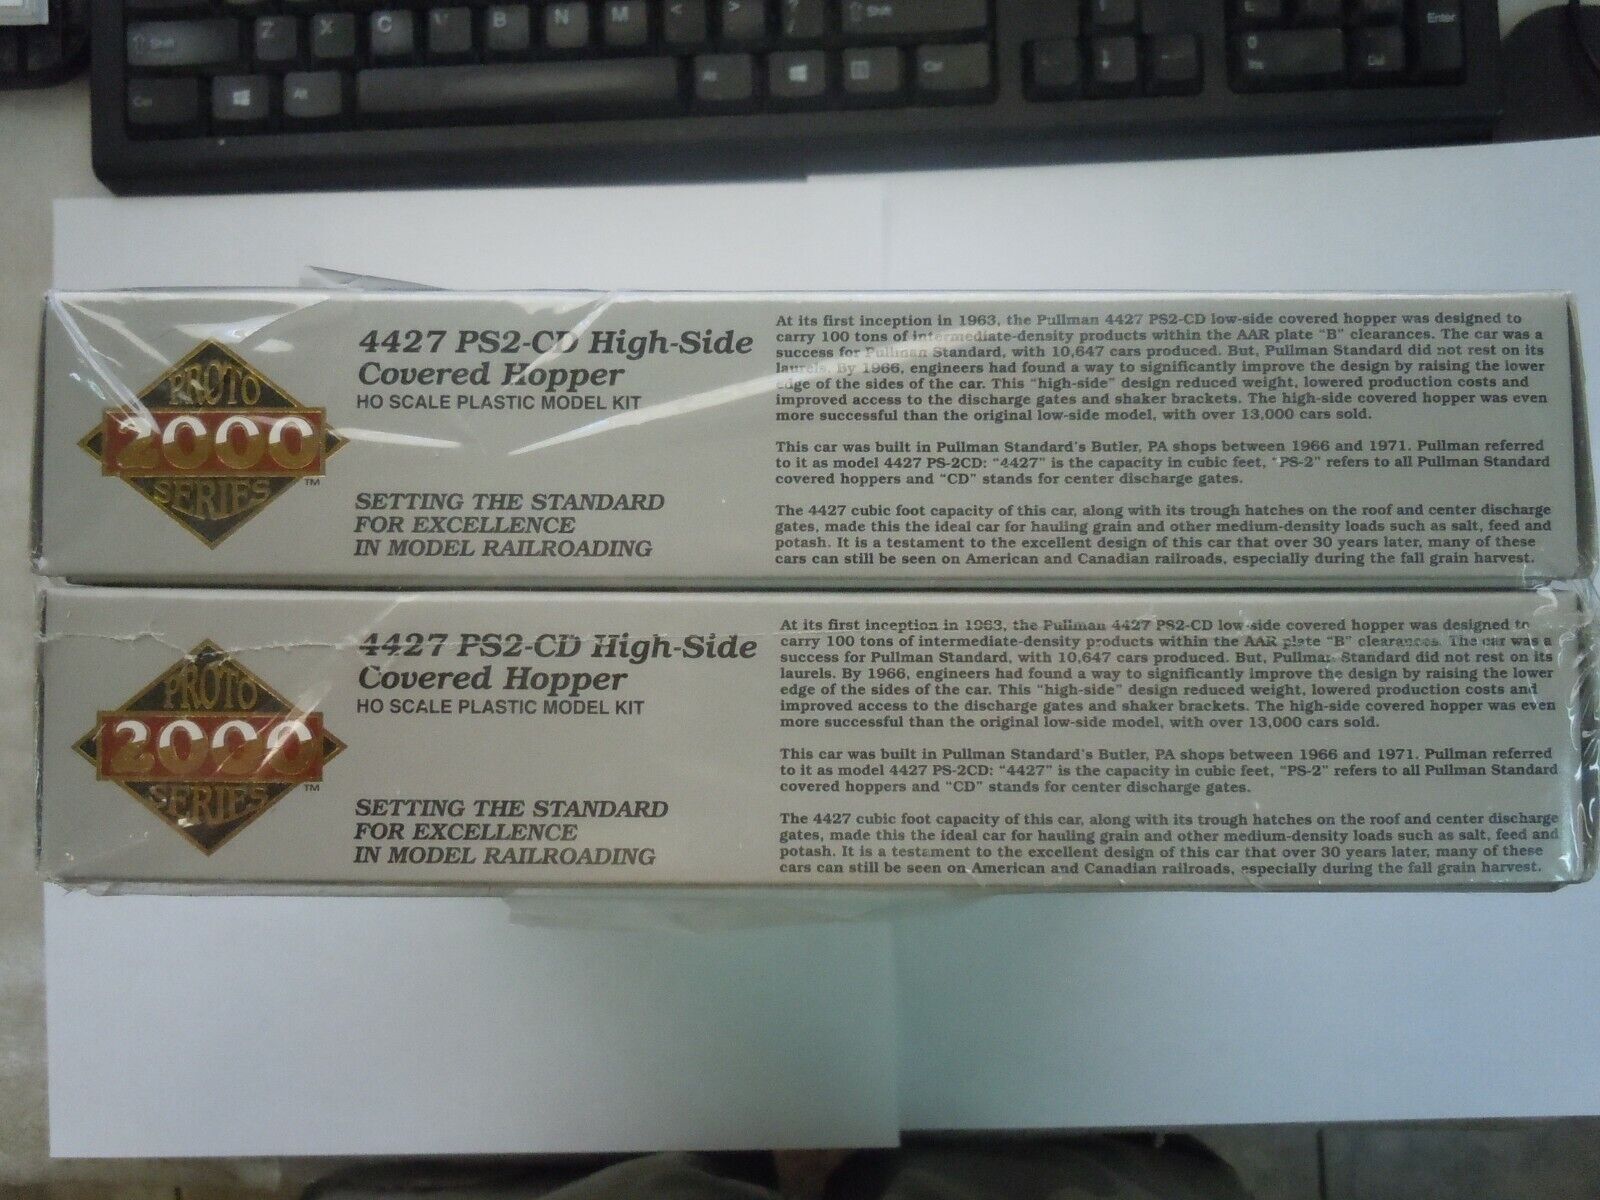 Shift
Z
X
C
V
B
N
M
<
>
?
Shift
Enter
Ctrl
Alt
Alt
Ctrl
0
Ins
Del
4427 PS2-CD High-Side
Covered Hopper
HO SCALE PLASTIC MODEL KIT
PROTO
2000
SERIES
TM
SETTING THE STANDARD
FOR EXCELLENCE
IN MODEL RAILROADING
At its first inception in 1963, the Pullman 4427 PS2-CD low-side covered hopper was designed to
carry 100 tons of intermediate-density products within the AAR plate "B" clearances. The car was a
success for Pullman Standard, with 10,647 cars produced. But, Pullman Standard did not rest on its
laurels. By 1966, engineers had found a way to significantly improve the design by raising the lower
edge of the sides of the car. This "high-side" design reduced weight, lowered production costs and
improved access to the discharge gates and shaker brackets. The high-side covered hopper was even
more successful than the original low-side model, with over 13,000 cars sold.
This car was built in Pullman Standard's Butler, PA shops between 1966 and 1971. Pullman referred
to it as model 4427 PS-2CD: "4427" is the capacity in cubic feet, "PS-2" refers to all Pullman Standard
covered hoppers and "CD" stands for center discharge gates.
The 4427 cubic foot capacity of this car, along with its trough hatches on the roof and center discharge
gates, made this the ideal car for hauling grain and other medium-density loads such as salt, feed and
potash. It is a testament to the excellent design of this car that over 30 years later, many of these
cars can still be seen on American and Canadian railroads, especially during the fall grain harvest.
4427 PS2-CD High-Side
Covered Hopper
HO SCALE PLASTIC MODEL KIT
PROTO
2000
SERIES
TM
SETTING THE STANDARD
FOR EXCELLENCE
IN MODEL RAILROADING
At its first inception in 1963, the Pullman 4427 PS2-CD low-side covered hopper was designed to
carry 100 tons of intermediate-density products within the AAR plate "B" clearances. The car was a
success for Pullman Standard, with 10,647 cars produced. But, Pullman Standard did not rest on its
laurels. By 1966, engineers had found a way to significantly improve the design by raising the lower
edge of the sides of the car. This "high-side" design reduced weight, lowered production costs and
improved access to the discharge gates and shaker brackets. The high-side covered hopper was even
more successful than the original low-side model, with over 13,000 cars sold.
This car was built in Pullman Standard's Butler, PA shops between 1966 and 1971. Pullman referred
to it as model 4427 PS-2CD: "4427" is the capacity in cubic feet, "PS-2" refers to all Pullman Standard
covered hoppers and "CD" stands for center discharge gates.
The 4427 cubic foot capacity of this car, along with its trough hatches on the roof and center discharge
gates, made this the ideal car for hauling grain and other medium-density loads such as salt, feed and
potash. It is a testament to the excellent design of this car that over 30 years later, many of these
cars can still be seen on American and Canadian railroads, especially during the fall grain harvest.